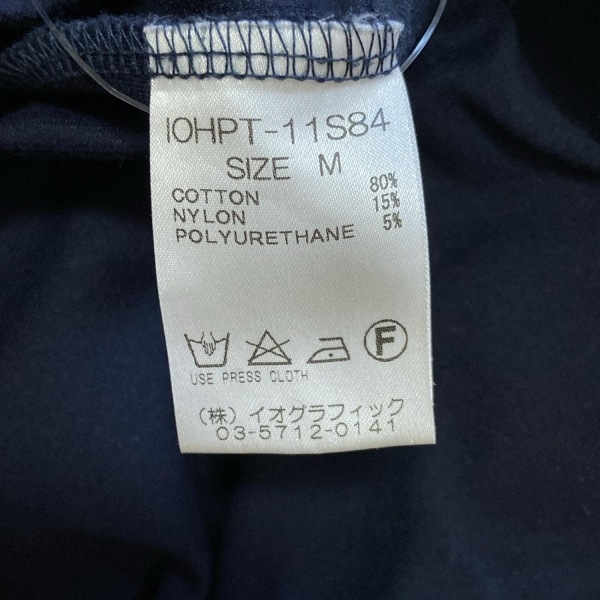 IOHPT-11S84
SIZE M
COTTON 80%
NYLON 15%
POLYURETHANE 5%
F
USE PRESS CLOTH
(株) イオグラフィック
03-5712-0141